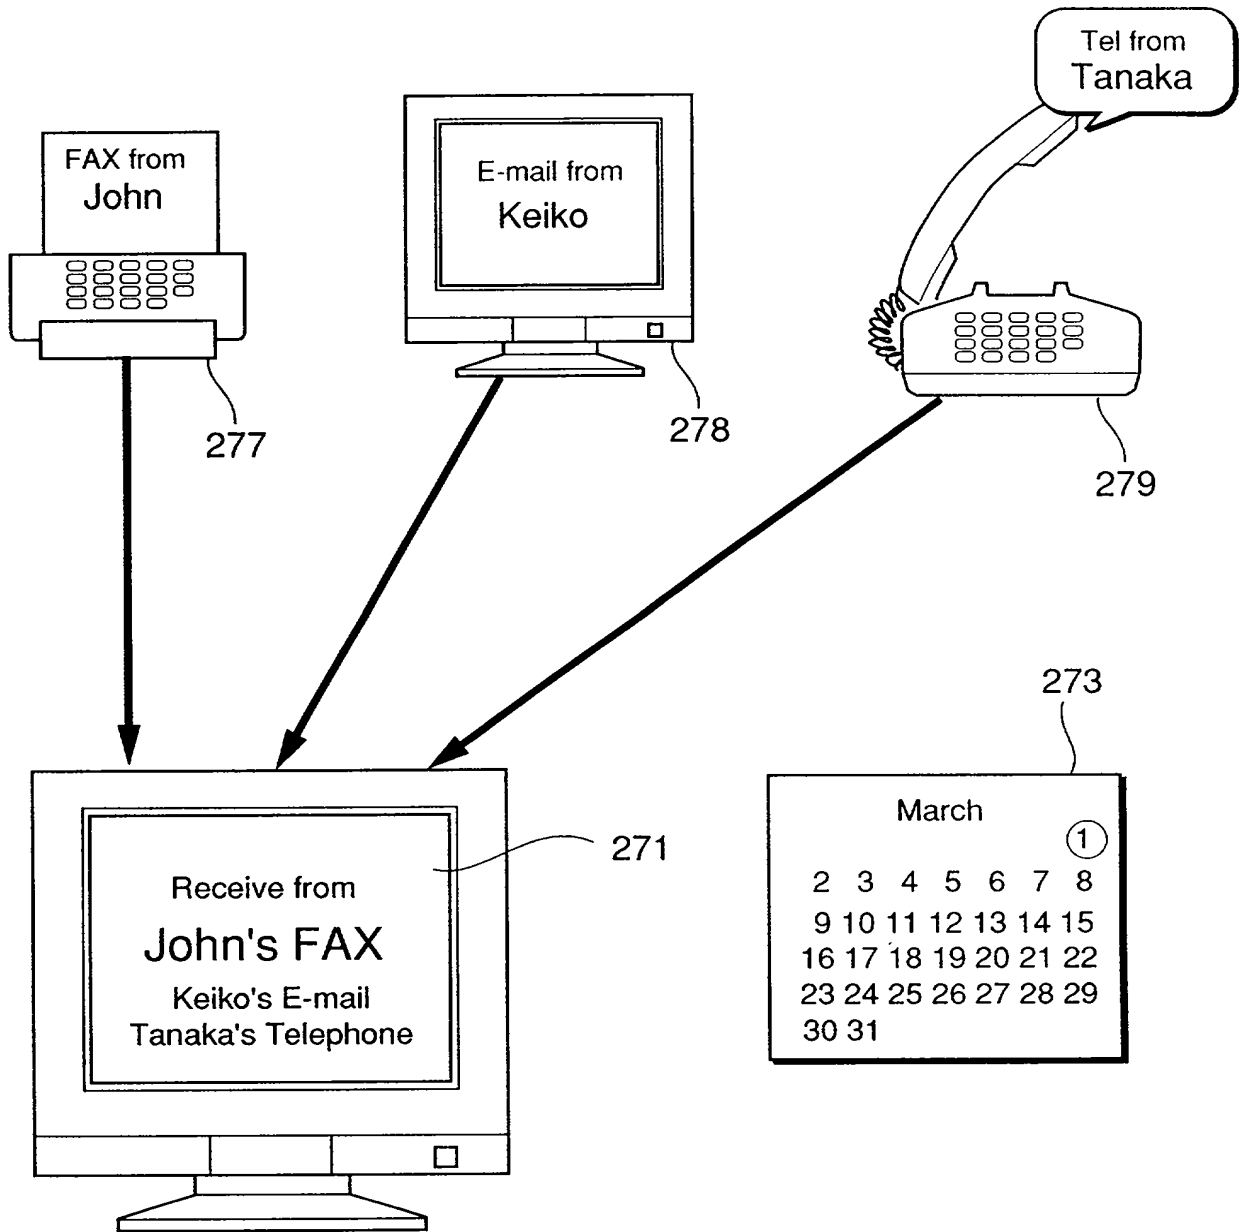 Tel from
Tanaka
FAX from
John
E-mail from
Keiko
277
278
279
273
March
1
2 3 4 5 6 7 8
9 10 11 12 13 14 15
16 17 18 19 20 21 22
23 24 25 26 27 28 29
30 31
271
Receive from
John's FAX
Keiko's E-mail
Tanaka's Telephone